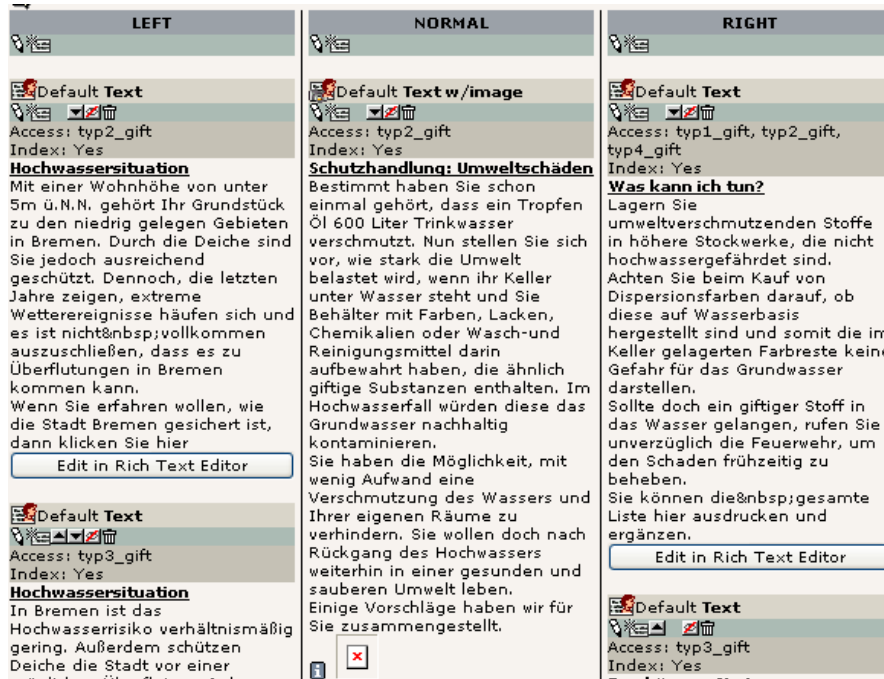 LEFT
Default Text
Access: typ2_gift
Index: Yes
Hochwassersituation
Mit einer Wohnhöhe von unter
5m ü.N.N. gehört Ihr Grundstück
zu den niedrig gelegen Gebieten
in Bremen. Durch die Deiche sind
Sie jedoch ausreichend
geschützt. Dennoch, die letzten
Jahre zeigen, extreme
Wetterereignisse häufen sich und
es ist nicht&nbsp;vollkommen
auszuschließen, dass es zu
Überflutungen in Bremen
kommen kann.
Wenn Sie erfahren wollen, wie
die Stadt Bremen gesichert ist,
dann klicken Sie hier
Edit in Rich Text Editor
Default Text
Access: typ3_gift
Index: Yes
Hochwassersituation
In Bremen ist das
Hochwasserrisiko verhältnismäßig
gering. Außerdem schützen
Deiche die Stadt vor einer
NORMAL
Default Text w/image
Access: typ2_gift
Index: Yes
Schutzhandlung: Umweltschäden
Bestimmt haben Sie schon
einmal gehört, dass ein Tropfen
Öl 600 Liter Trinkwasser
verschmutzt. Nun stellen Sie sich
vor, wie stark die Umwelt
belastet wird, wenn ihr Keller
unter Wasser steht und Sie
Behälter mit Farben, Lacken,
Chemikalien oder Wasch-und
Reinigungsmittel darin
aufbewahrt haben, die ähnlich
giftige Substanzen enthalten. Im
Hochwasserfall würden diese das
Grundwasser nachhaltig
kontaminieren.
Sie haben die Möglichkeit, mit
wenig Aufwand eine
Verschmutzung des Wassers und
Ihrer eigenen Räume zu
verhindern. Sie wollen doch nach
Rückgang des Hochwassers
weiterhin in einer gesunden und
sauberen Umwelt leben.
Einige Vorschläge haben wir für
Sie zusammengestellt.
RIGHT
Default Text
Access: typ1_gift, typ2_gift,
typ4_gift
Index: Yes
Was kann ich tun?
Lagern Sie
umweltverschmutzenden Stoffe
in höhere Stockwerke, die nicht
hochwassergefährdet sind.
Achten Sie beim Kauf von
Dispersionsfarben darauf, ob
diese auf Wasserbasis
hergestellt sind und somit die im
Keller gelagerten Farbreste keine
Gefahr für das Grundwasser
darstellen.
Sollte doch ein giftiger Stoff in
das Wasser gelangen, rufen Sie
unverzüglich die Feuerwehr, um
den Schaden frühzeitig zu
beheben.
Sie können die&nbsp;gesamte
Liste hier ausdrucken und
ergänzen.
Edit in Rich Text Editor
Default Text
Access: typ3_gift
Index: Yes